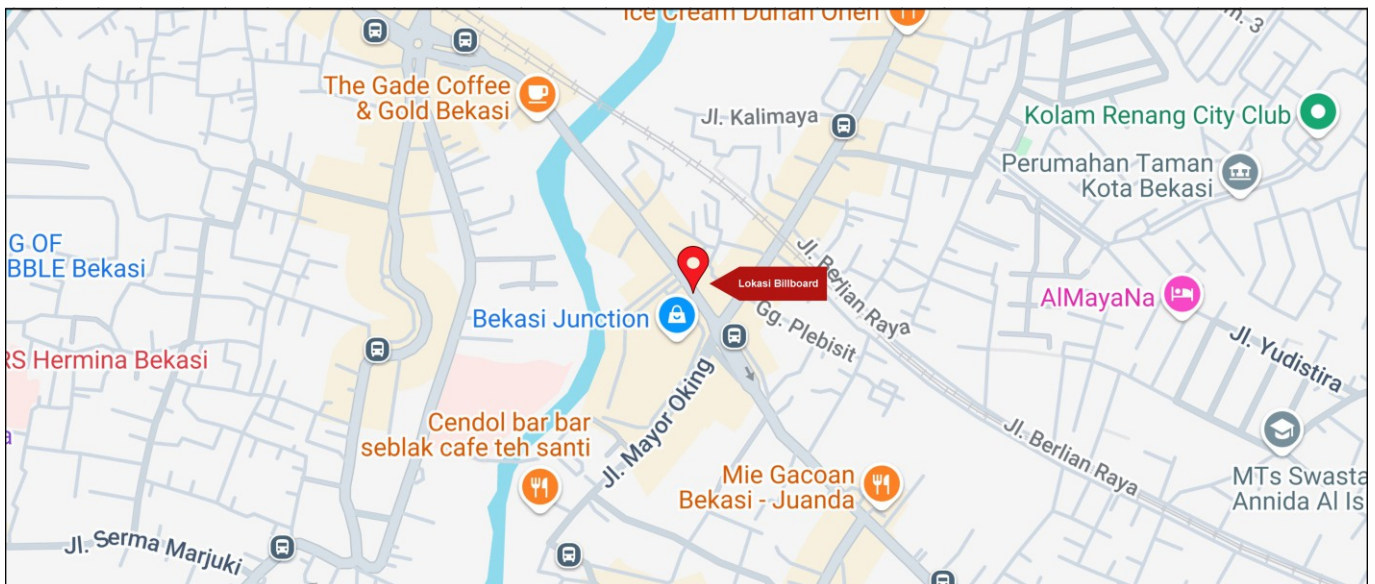 Ice Cream Durian Oneh
m. 3
The Gade Coffee
& Gold Bekasi
Jl. Kalimaya
Kolam Renang City Club
Perumahan Taman
Kota Bekasi
G OF
BBLE Bekasi
Jl. Berlian Raya
Lokasi Billboard
AlMayaNa
Bekasi Junction
Gg. Plebisit
Jl. Yudistira
RS Hermina Bekasi
Jl. Mayor Oking
Cendol bar bar
seblak cafe teh santi
Jl. Berlian Raya
Mie Gacoan
Bekasi - Juanda
MTs Swasta
Annida Al Is
Jl. Serma Marjuki